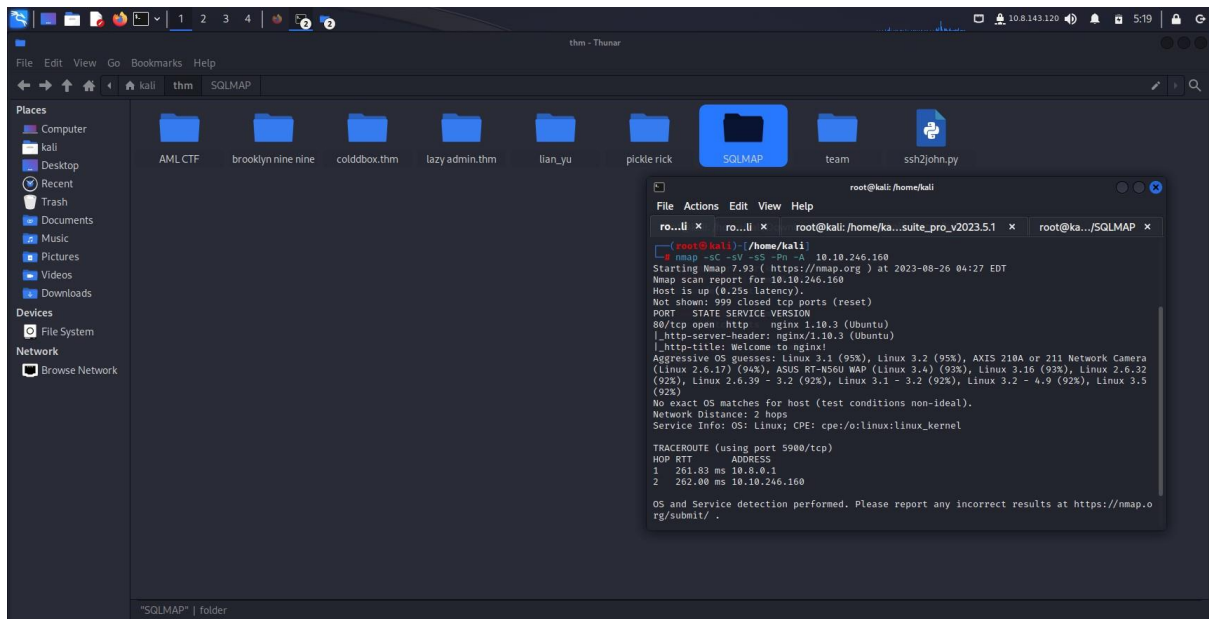 1 2 3 4 2 2 10.8.143.120 5:19
thm - Thunar
File Edit View Go Bookmarks Help
kali thm SQLMAP
Places
Computer
kali
Desktop
Recent
Trash
Documents
Music
Pictures
Videos
Downloads
Devices
File System
Network
Browse Network
AML CTF brooklyn nine nine colddbox.thm lazy admin.thm lian_yu pickle rick SQLMAP team ssh2john.py
root@kali: /home/kali
File Actions Edit View Help
ro...li × ro...li × root@kali: /home/ka...suite_pro_v2023.5.1 × root@ka.../SQLMAP ×
(root@kali)-[/home/kali]
# nmap -sC -sV -sS -Pn -A 10.10.246.160
Starting Nmap 7.93 ( https://nmap.org ) at 2023-08-26 04:27 EDT
Nmap scan report for 10.10.246.160
Host is up (0.25s latency).
Not shown: 999 closed tcp ports (reset)
PORT STATE SERVICE VERSION
80/tcp open http nginx 1.10.3 (Ubuntu)
|_http-server-header: nginx/1.10.3 (Ubuntu)
|_http-title: Welcome to nginx!
Aggressive OS guesses: Linux 3.1 (95%), Linux 3.2 (95%), AXIS 210A or 211 Network Camera
(Linux 2.6.17) (94%), ASUS RT-N56U WAP (Linux 3.4) (93%), Linux 3.16 (93%), Linux 2.6.32
(92%), Linux 2.6.39 - 3.2 (92%), Linux 3.1 - 3.2 (92%), Linux 3.2 - 4.9 (92%), Linux 3.5
(92%)
No exact OS matches for host (test conditions non-ideal).
Network Distance: 2 hops
Service Info: OS: Linux; CPE: cpe:/o:linux:linux_kernel
TRACEROUTE (using port 5900/tcp)
HOP RTT ADDRESS
1 261.83 ms 10.8.0.1
2 262.00 ms 10.10.246.160
OS and Service detection performed. Please report any incorrect results at https://nmap.o
rg/submit/ .
"SQLMAP" | folder